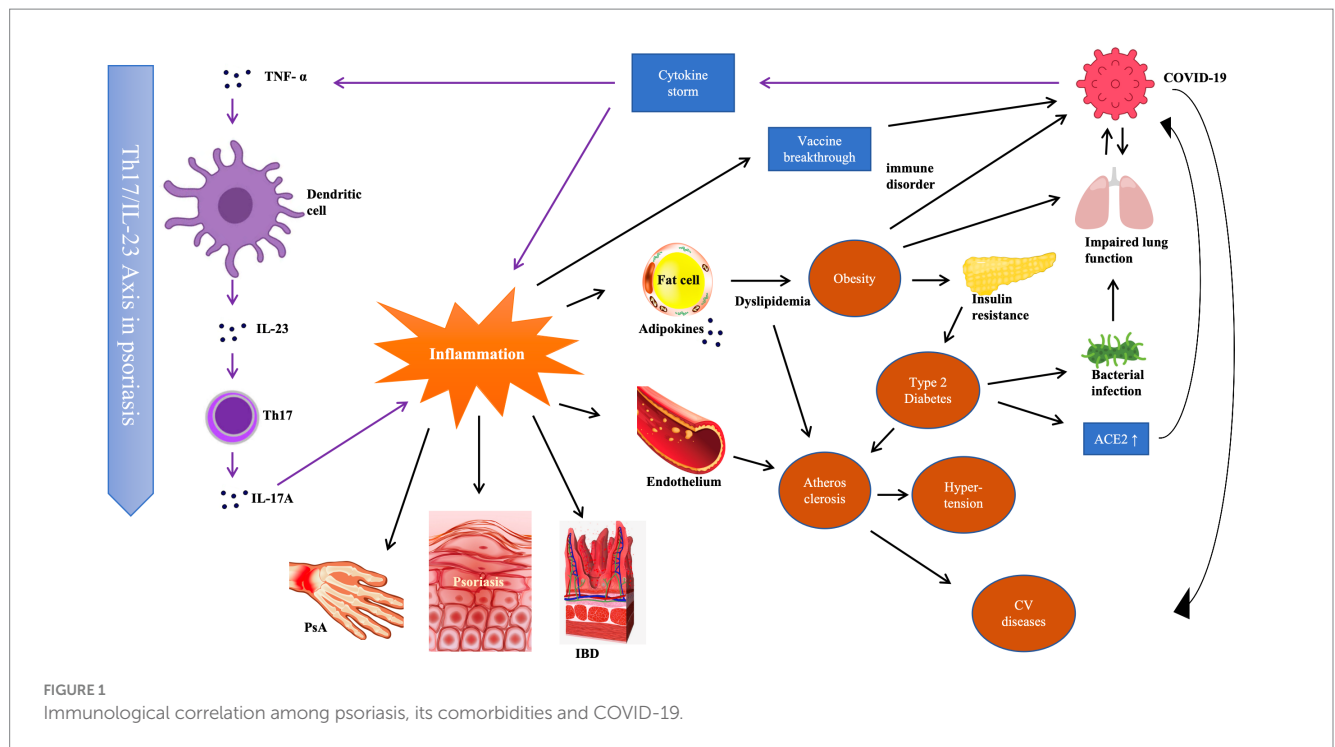 Th17/IL-23 Axis in psoriasis
TNF- α
Dendritic
cell
IL-23
Th17
IL-17A
Cytokine
storm
COVID-19
Vaccine
breakthrough
immune
disorder
Impaired lung
function
Fat cell
Adipokines
Dyslipidemia
Obesity
Insulin
resistance
Inflammation
Type 2
Diabetes
Bacterial
infection
ACE2 ↑
Endothelium
Atheros
clerosis
Hyper-
tension
CV
diseases
PsA
Psoriasis
IBD
FIGURE 1
Immunological correlation among psoriasis, its comorbidities and COVID-19.